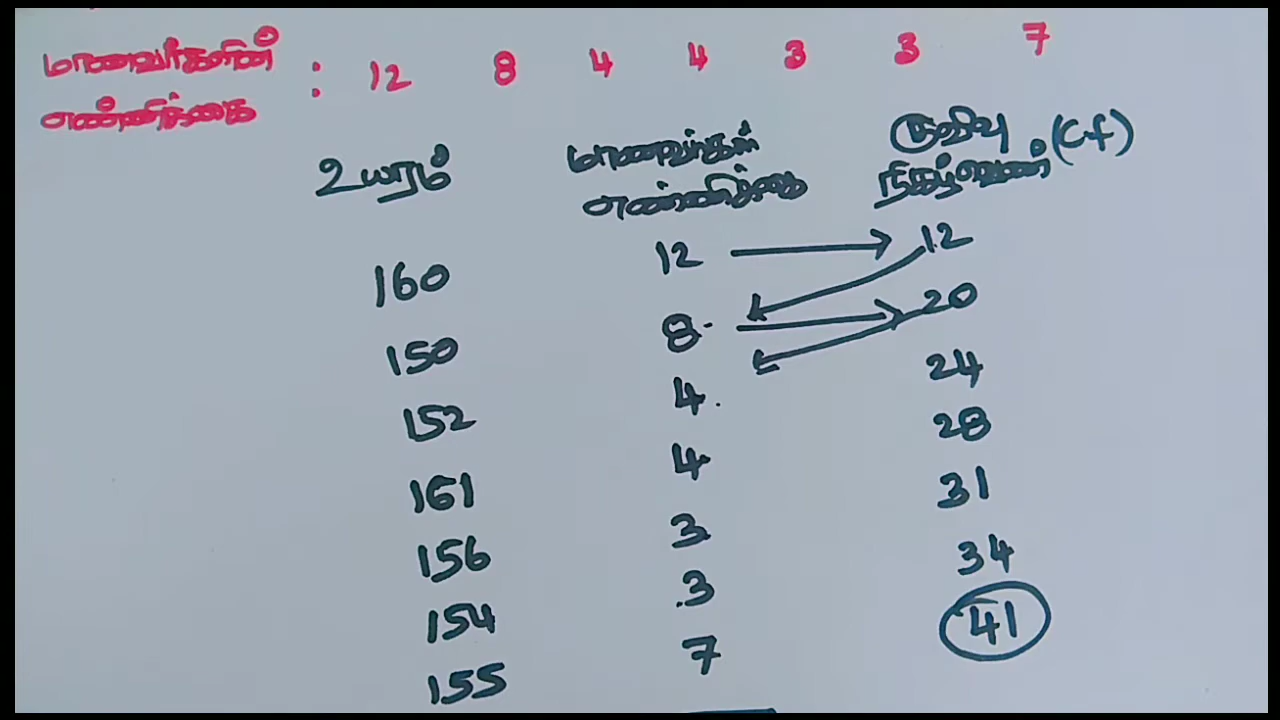 மாணவர்களின்
எண்ணிக்கை : 12 8 4 4 3 3 7
உயரம் மாணவர்கள் எண்ணிக்கை குவிவு நிகழ்வெண் (C.f)
160 12 12
150 8 20
152 4 24
161 4 28
156 3 31
154 3 34
155 7 41